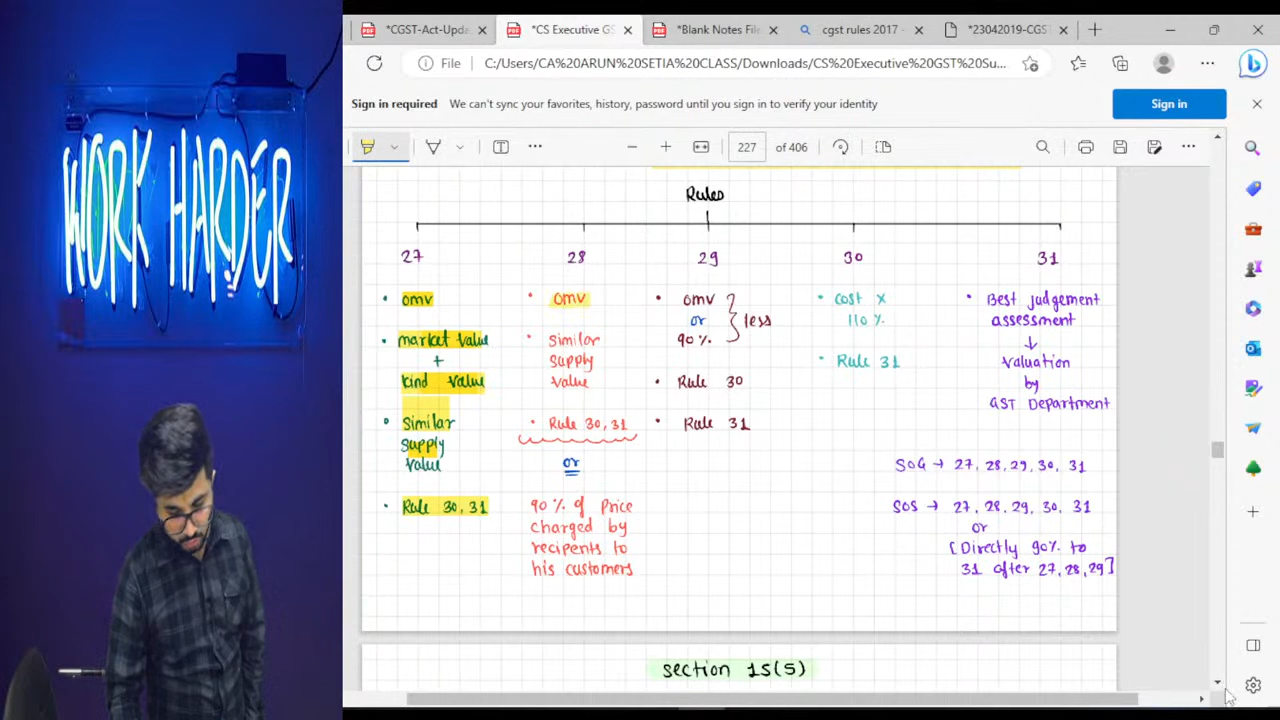 WORK HARDER
*CGST-Act-Upda
*CS Executive GS
*Blank Notes File
cgst rules 2017 -
*23042019-CGST
File
C:/Users/CA%20ARUN%20SETIA%20CLASS/Downloads/CS%20Executive%20GST%20Su...
Sign in required
We can't sync your favorites, history, password until you sign in to verify your identity
Sign in
227
of 406
Rules
27
28
29
30
31
• omv
• market value
+
kind value
• Similar
supply
value
• Rule 30, 31
• omv
• similar
supply
value
• Rule 30, 31
or
90% of Price
charged by
recipents to
his customers
• omv
or
90%.
less
• Rule 30
• Rule 31
• cost x
110 %.
• Rule 31
• Best judgement
assessment
↓
valuation
by
GST Department
SOG → 27, 28, 29, 30, 31
SOS → 27, 28, 29, 30, 31
or
[Directly 90% to
31 after 27, 28, 29]
section 15(5)